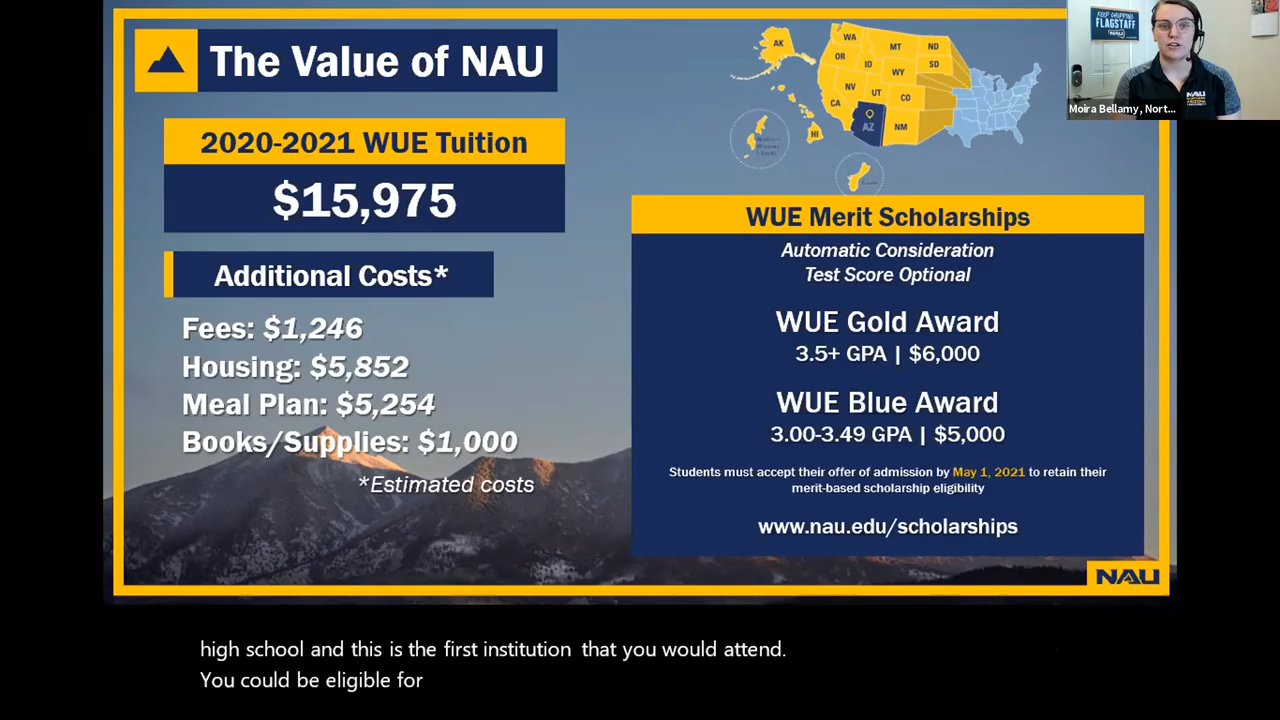 The Value of NAU
2020-2021 WUE Tuition
$15,975
Additional Costs*
Fees: $1,246
Housing: $5,852
Meal Plan: $5,254
Books/Supplies: $1,000
*Estimated costs
AK
WA
OR
ID
MT
ND
SD
WY
NV
UT
CO
CA
AZ
NM
HI
WUE Merit Scholarships
Automatic Consideration
Test Score Optional
WUE Gold Award
3.5+ GPA | $6,000
WUE Blue Award
3.00-3.49 GPA | $5,000
Students must accept their offer of admission by May 1, 2021 to retain their
merit-based scholarship eligibility
www.nau.edu/scholarships
NAU
KEEP
FLAGSTAFF
NAU
NAU
Moira Bellamy, Nort...
high school and this is the first institution that you would attend.
You could be eligible for